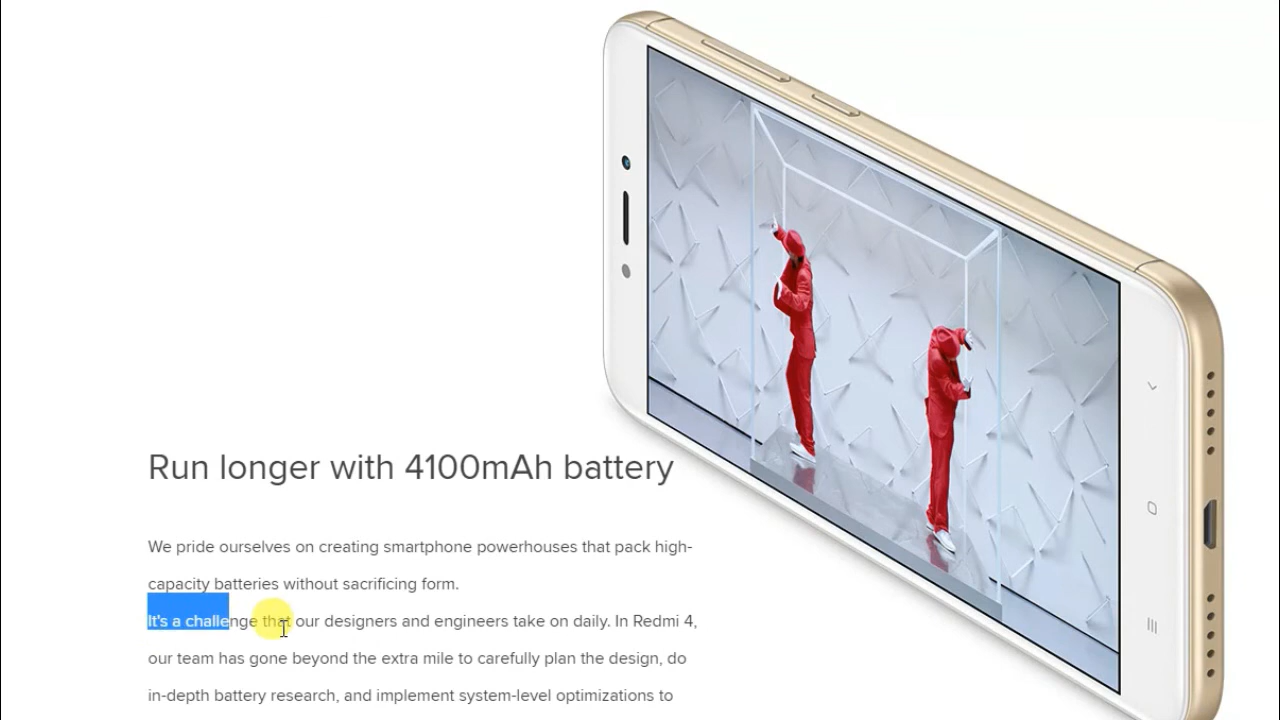 Run longer with 4100mAh battery
We pride ourselves on creating smartphone powerhouses that pack high-
capacity batteries without sacrificing form.
It's a challenge that our designers and engineers take on daily. In Redmi 4,
our team has gone beyond the extra mile to carefully plan the design, do
in-depth battery research, and implement system-level optimizations to